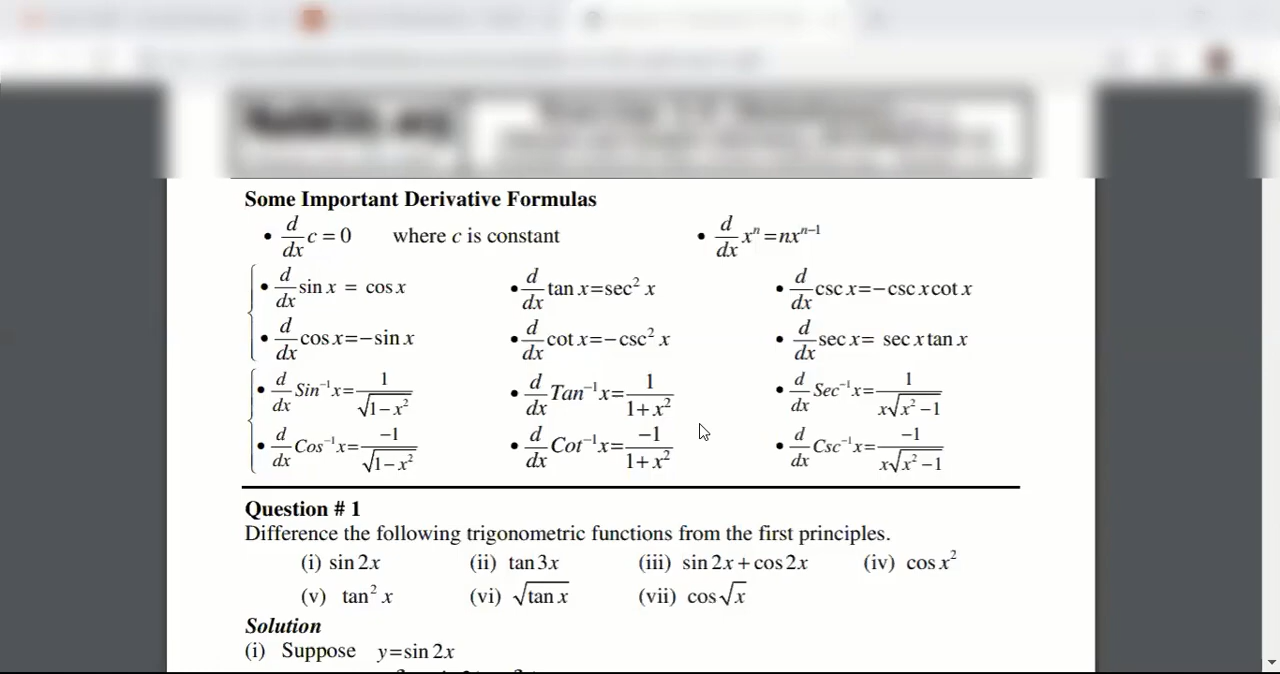 Some Important Derivative Formulas
• d/dx c = 0 where c is constant • d/dx xⁿ = nxⁿ⁻¹
• d/dx sin x = cos x • d/dx tan x = sec² x • d/dx csc x = −csc x cot x
• d/dx cos x = −sin x • d/dx cot x = −csc² x • d/dx sec x = sec x tan x
• d/dx Sin⁻¹x = 1/√(1−x²) • d/dx Tan⁻¹x = 1/(1+x²) • d/dx Sec⁻¹x = 1/(x√(x²−1))
• d/dx Cos⁻¹x = −1/√(1−x²) • d/dx Cot⁻¹x = −1/(1+x²) • d/dx Csc⁻¹x = −1/(x√(x²−1))
Question # 1
Difference the following trigonometric functions from the first principles.
(i) sin 2x (ii) tan 3x (iii) sin 2x + cos 2x (iv) cos x²
(v) tan² x (vi) √(tan x) (vii) cos √x
Solution
(i) Suppose y = sin 2x